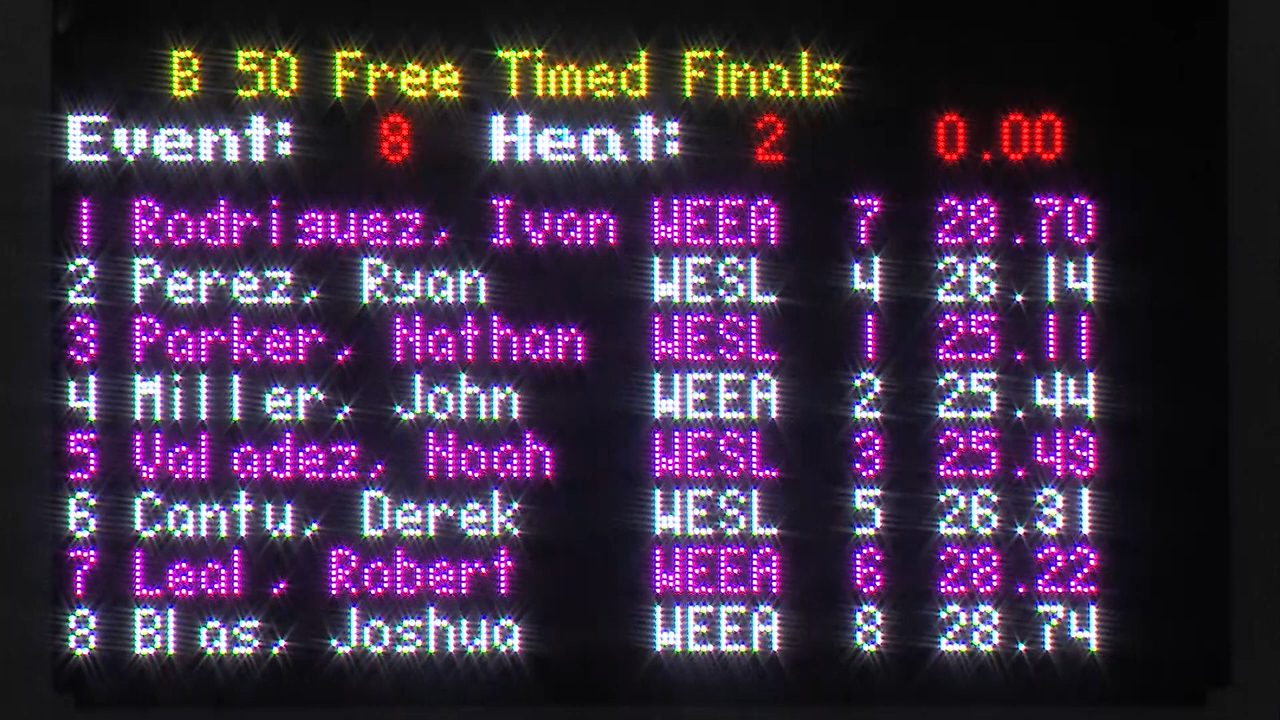 B 50 Free Timed Finals
Event: 8 Heat: 2 0.00
1 Rodriguez, Ivan WEEA 7 28.70
2 Perez, Ryan WESL 4 26.14
3 Parker, Nathan WESL 1 25.11
4 Miller, John WEEA 2 25.44
5 Valadez, Noah WESL 3 25.49
6 Cantu, Derek WESL 5 26.31
7 Leal, Robert WEEA 6 28.22
8 Blas, Joshua WEEA 8 28.74